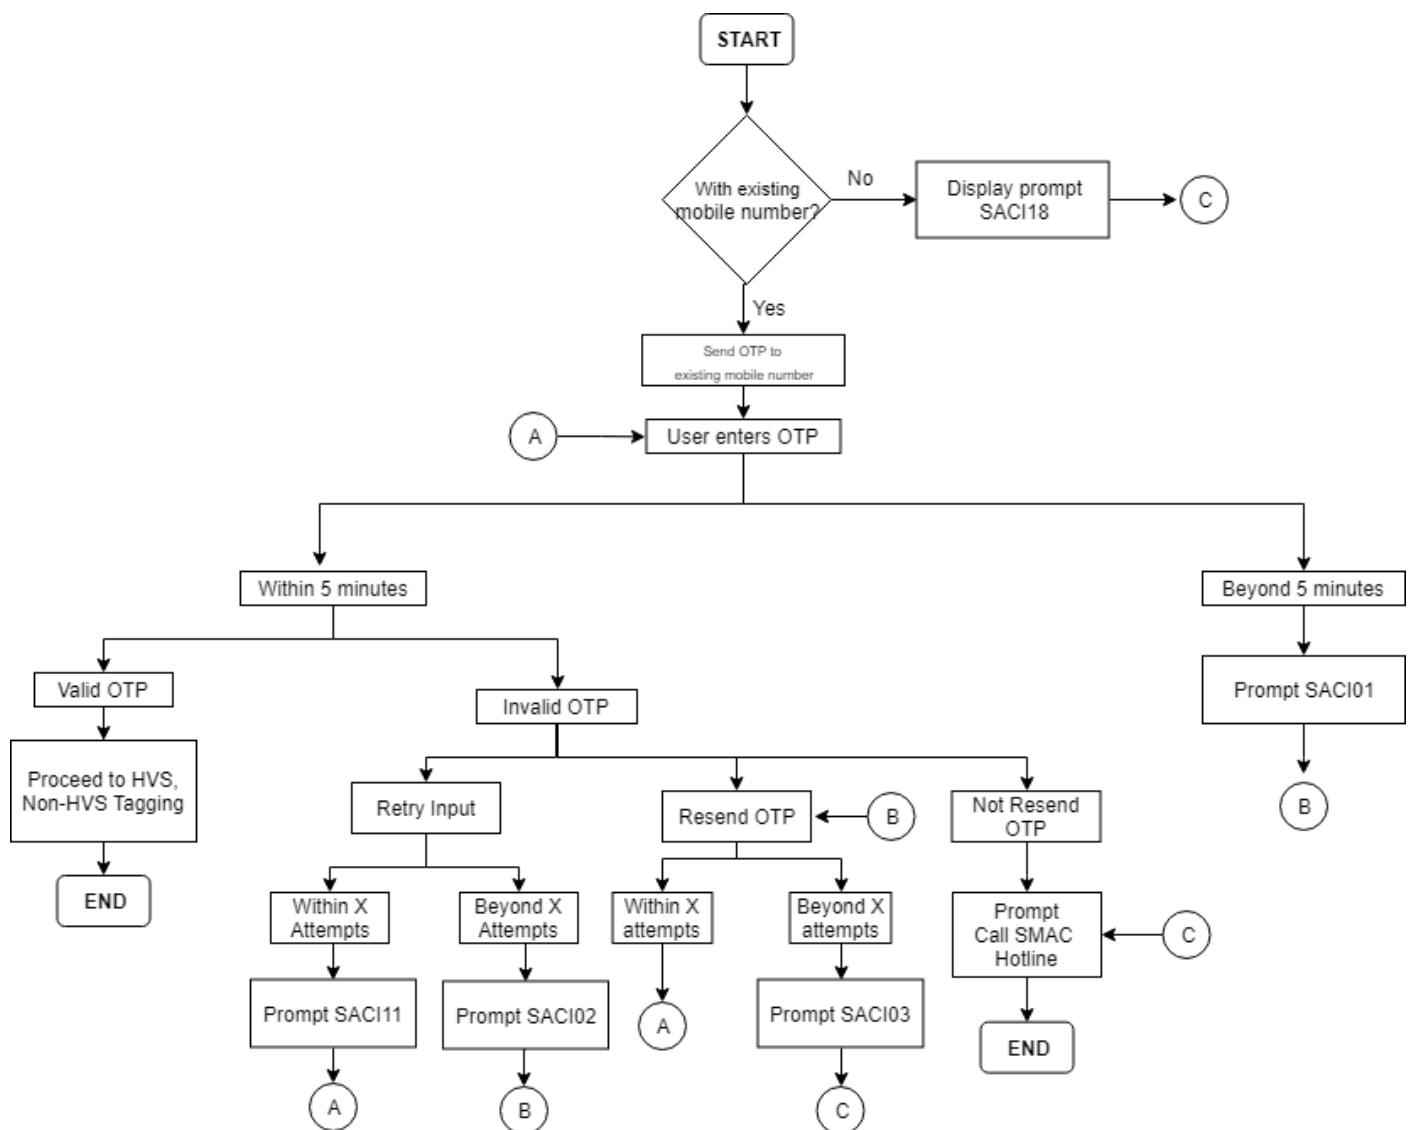 START
With existing
mobile number?
No
Display prompt
SACI18
C
Yes
Send OTP to
existing mobile number
A
User enters OTP
Within 5 minutes
Beyond 5 minutes
Valid OTP
Invalid OTP
Prompt SACI01
Proceed to HVS,
Non-HVS Tagging
Retry Input
Resend OTP
B
Not Resend
OTP
B
END
Within X
Attempts
Beyond X
Attempts
Within X
attempts
Beyond X
attempts
Prompt
Call SMAC
Hotline
C
Prompt SACI11
Prompt SACI02
A
Prompt SACI03
END
A
B
C